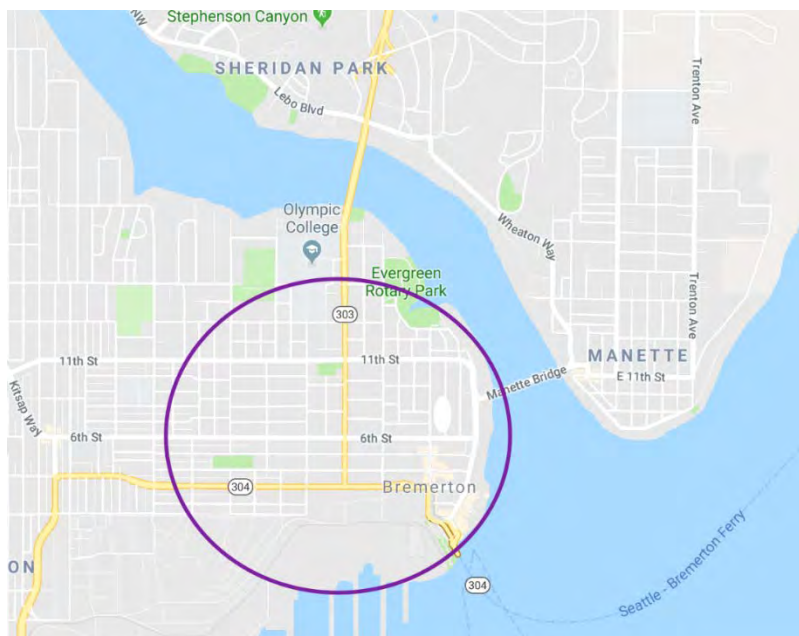 Stephenson Canyon
NW
SHERIDAN PARK
Lebo Blvd
Trenton Ave
Olympic
College
Wheaton Way
Evergreen
Rotary Park
Trenton Ave
303
11th St
11th St
MANETTE
E 11th St
Manette Bridge
Kitsap Way
6th St
6th St
304
Bremerton
ON
304
Seattle - Bremerton Ferry